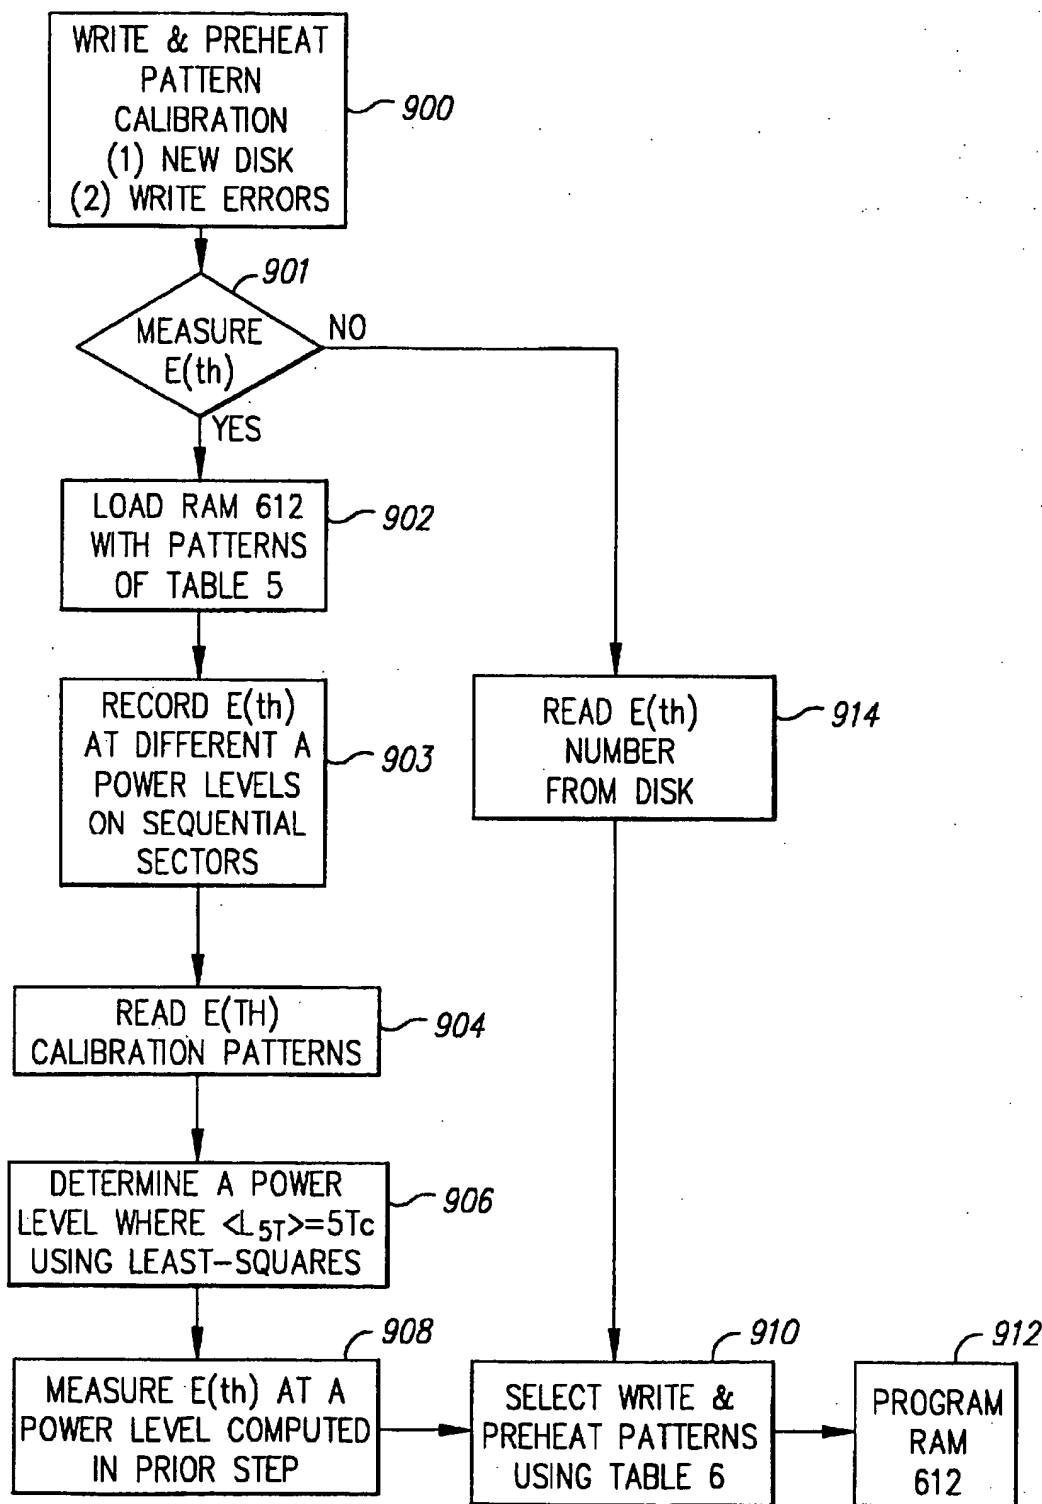 WRITE & PREHEAT
PATTERN
CALIBRATION
(1) NEW DISK
(2) WRITE ERRORS
900
901
MEASURE
E(th)
NO
YES
LOAD RAM 612
WITH PATTERNS
OF TABLE 5
902
RECORD E(th)
AT DIFFERENT A
POWER LEVELS
ON SEQUENTIAL
SECTORS
903
READ E(th)
NUMBER
FROM DISK
914
READ E(TH)
CALIBRATION PATTERNS
904
DETERMINE A POWER
LEVEL WHERE <L5T>=5Tc
USING LEAST-SQUARES
906
908
MEASURE E(th) AT A
POWER LEVEL COMPUTED
IN PRIOR STEP
910
SELECT WRITE &
PREHEAT PATTERNS
USING TABLE 6
912
PROGRAM
RAM
612